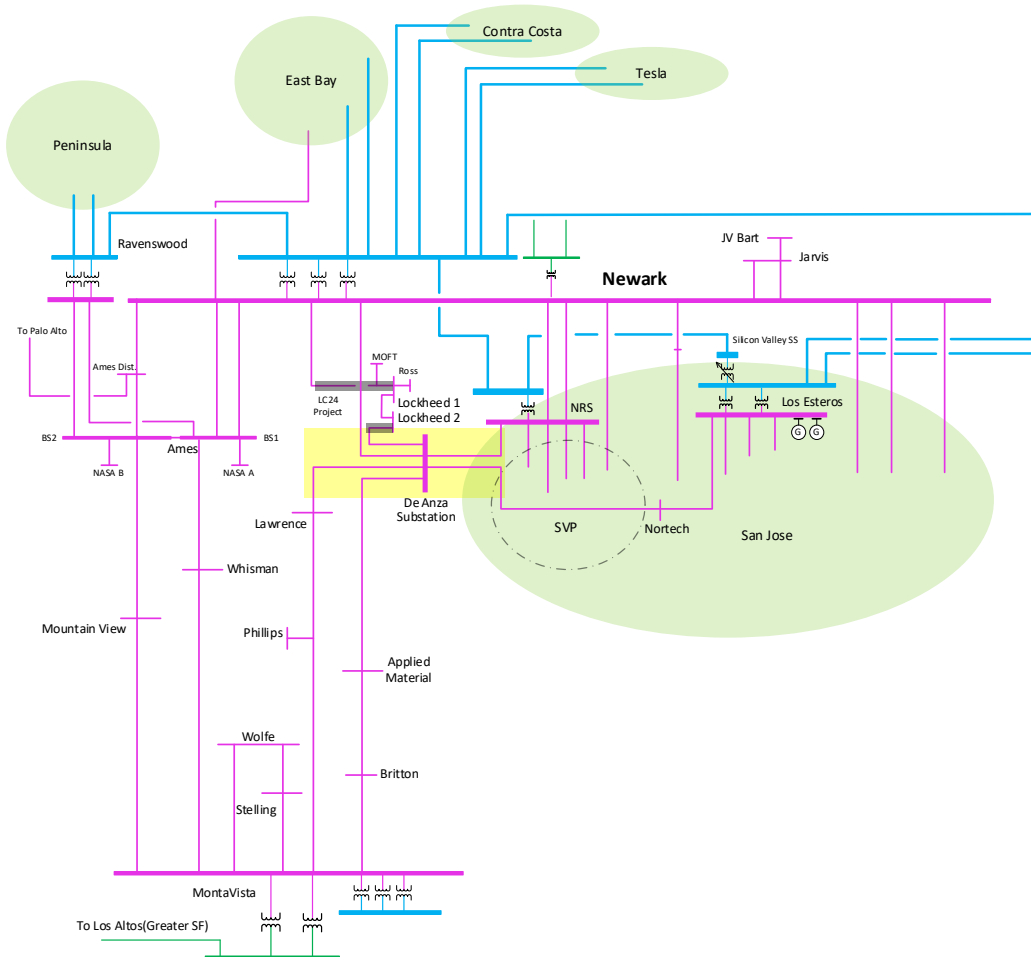 Contra Costa
East Bay
Tesla
Peninsula
Ravenswood
JV Bart
Jarvis
Newark
To Palo Alto
Ames Dist.
MOFT
Ross
LC24
Project
Lockheed 1
Lockheed 2
Silicon Valley SS
Los Esteros
NRS
G
G
BS2
Ames
BS1
NASA B
NASA A
De Anza
Substation
Lawrence
SVP
Nortech
San Jose
Whisman
Mountain View
Phillips
Applied
Material
Wolfe
Britton
Stelling
MontaVista
To Los Altos(Greater SF)